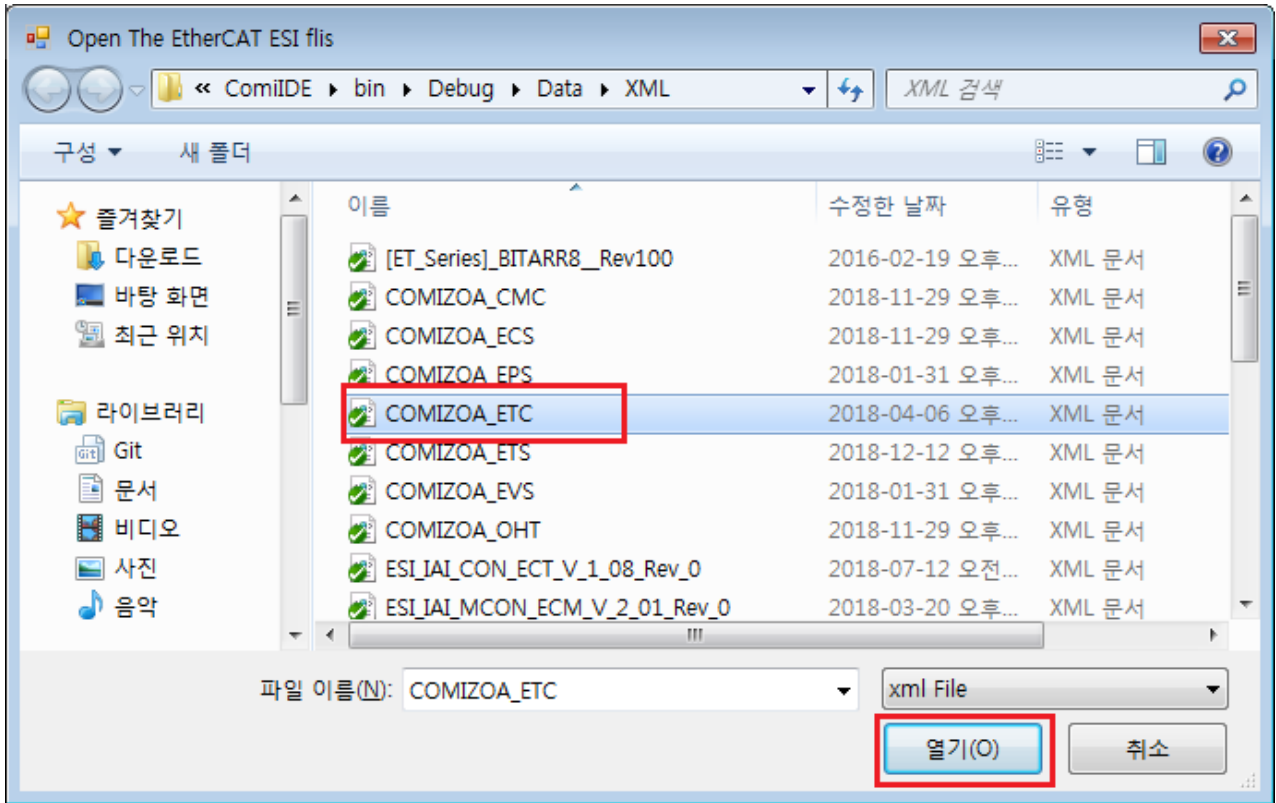 Open The EtherCAT ESI flis
« ComiIDE ▸ bin ▸ Debug ▸ Data ▸ XML
XML 검색
구성 새 폴더
즐겨찾기
다운로드
바탕 화면
최근 위치
라이브러리
Git
문서
비디오
사진
음악
이름 수정한 날짜 유형
[ET_Series]_BITARR8__Rev100 2016-02-19 오후... XML 문서
COMIZOA_CMC 2018-11-29 오후... XML 문서
COMIZOA_ECS 2018-11-29 오후... XML 문서
COMIZOA_EPS 2018-01-31 오후... XML 문서
COMIZOA_ETC 2018-04-06 오후... XML 문서
COMIZOA_ETS 2018-12-12 오후... XML 문서
COMIZOA_EVS 2018-01-31 오후... XML 문서
COMIZOA_OHT 2018-11-29 오후... XML 문서
ESI_IAI_CON_ECT_V_1_08_Rev_0 2018-07-12 오전... XML 문서
ESI_IAI_MCON_ECM_V_2_01_Rev_0 2018-03-20 오후... XML 문서
파일 이름(N): COMIZOA_ETC xml File
열기(O) 취소